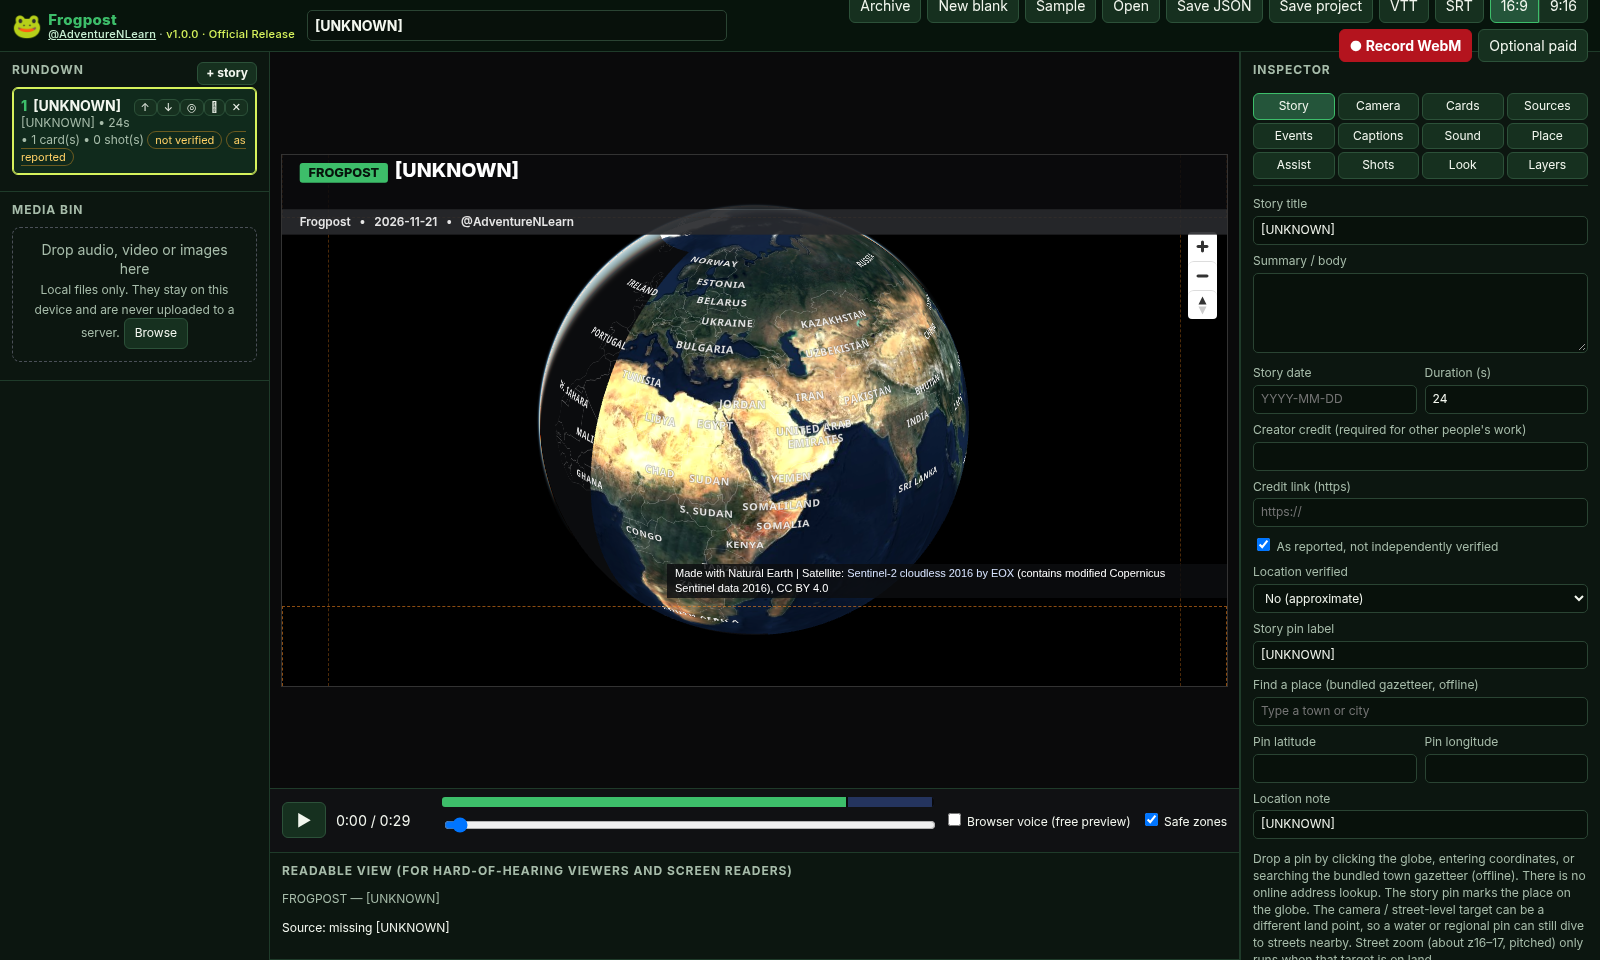 Frogpost
@AdventureNLearn · v1.0.0 · Official Release
[UNKNOWN]
Archive
New blank
Sample
Open
Save JSON
Save project
VTT
SRT
16:9
9:16
Record WebM
Optional paid
RUNDOWN
+ story
1 [UNKNOWN]
↑ ↓ ◎ ✕
[UNKNOWN] • 24s
• 1 card(s) • 0 shot(s) not verified as
reported
MEDIA BIN
Drop audio, video or images
here
Local files only. They stay on this
device and are never uploaded to a
server. Browse
FROGPOST [UNKNOWN]
Frogpost • 2026-11-21 • @AdventureNLearn
NORWAY
RUSSIA
IRELAND
ESTONIA
BELARUS
UKRAINE
KAZAKHSTAN
PORTUGAL
BULGARIA
UZBEKISTAN
TUNISIA
W. SAHARA
JORDAN
IRAN
PAKISTAN
BHUTAN
LIBYA
EGYPT
UNITED ARAB
EMIRATES
INDIA
MALI
CHAD
SUDAN
YEMEN
GHANA
SRI LANKA
S. SUDAN
SOMALILAND
SOMALIA
CONGO
KENYA
Made with Natural Earth | Satellite: Sentinel-2 cloudless 2016 by EOX (contains modified Copernicus
Sentinel data 2016), CC BY 4.0
0:00 / 0:29
Browser voice (free preview)
Safe zones
READABLE VIEW (FOR HARD-OF-HEARING VIEWERS AND SCREEN READERS)
FROGPOST — [UNKNOWN]
Source: missing [UNKNOWN]
INSPECTOR
Story
Camera
Cards
Sources
Events
Captions
Sound
Place
Assist
Shots
Look
Layers
Story title
[UNKNOWN]
Summary / body
Story date
Duration (s)
YYYY-MM-DD
24
Creator credit (required for other people's work)
Credit link (https)
https://
As reported, not independently verified
Location verified
No (approximate)
Story pin label
[UNKNOWN]
Find a place (bundled gazetteer, offline)
Type a town or city
Pin latitude
Pin longitude
Location note
[UNKNOWN]
Drop a pin by clicking the globe, entering coordinates, or
searching the bundled town gazetteer (offline). There is no
online address lookup. The story pin marks the place on
the globe. The camera / street-level target can be a
different land point, so a water or regional pin can still dive
to streets nearby. Street zoom (about z16–17, pitched) only
runs when that target is on land.